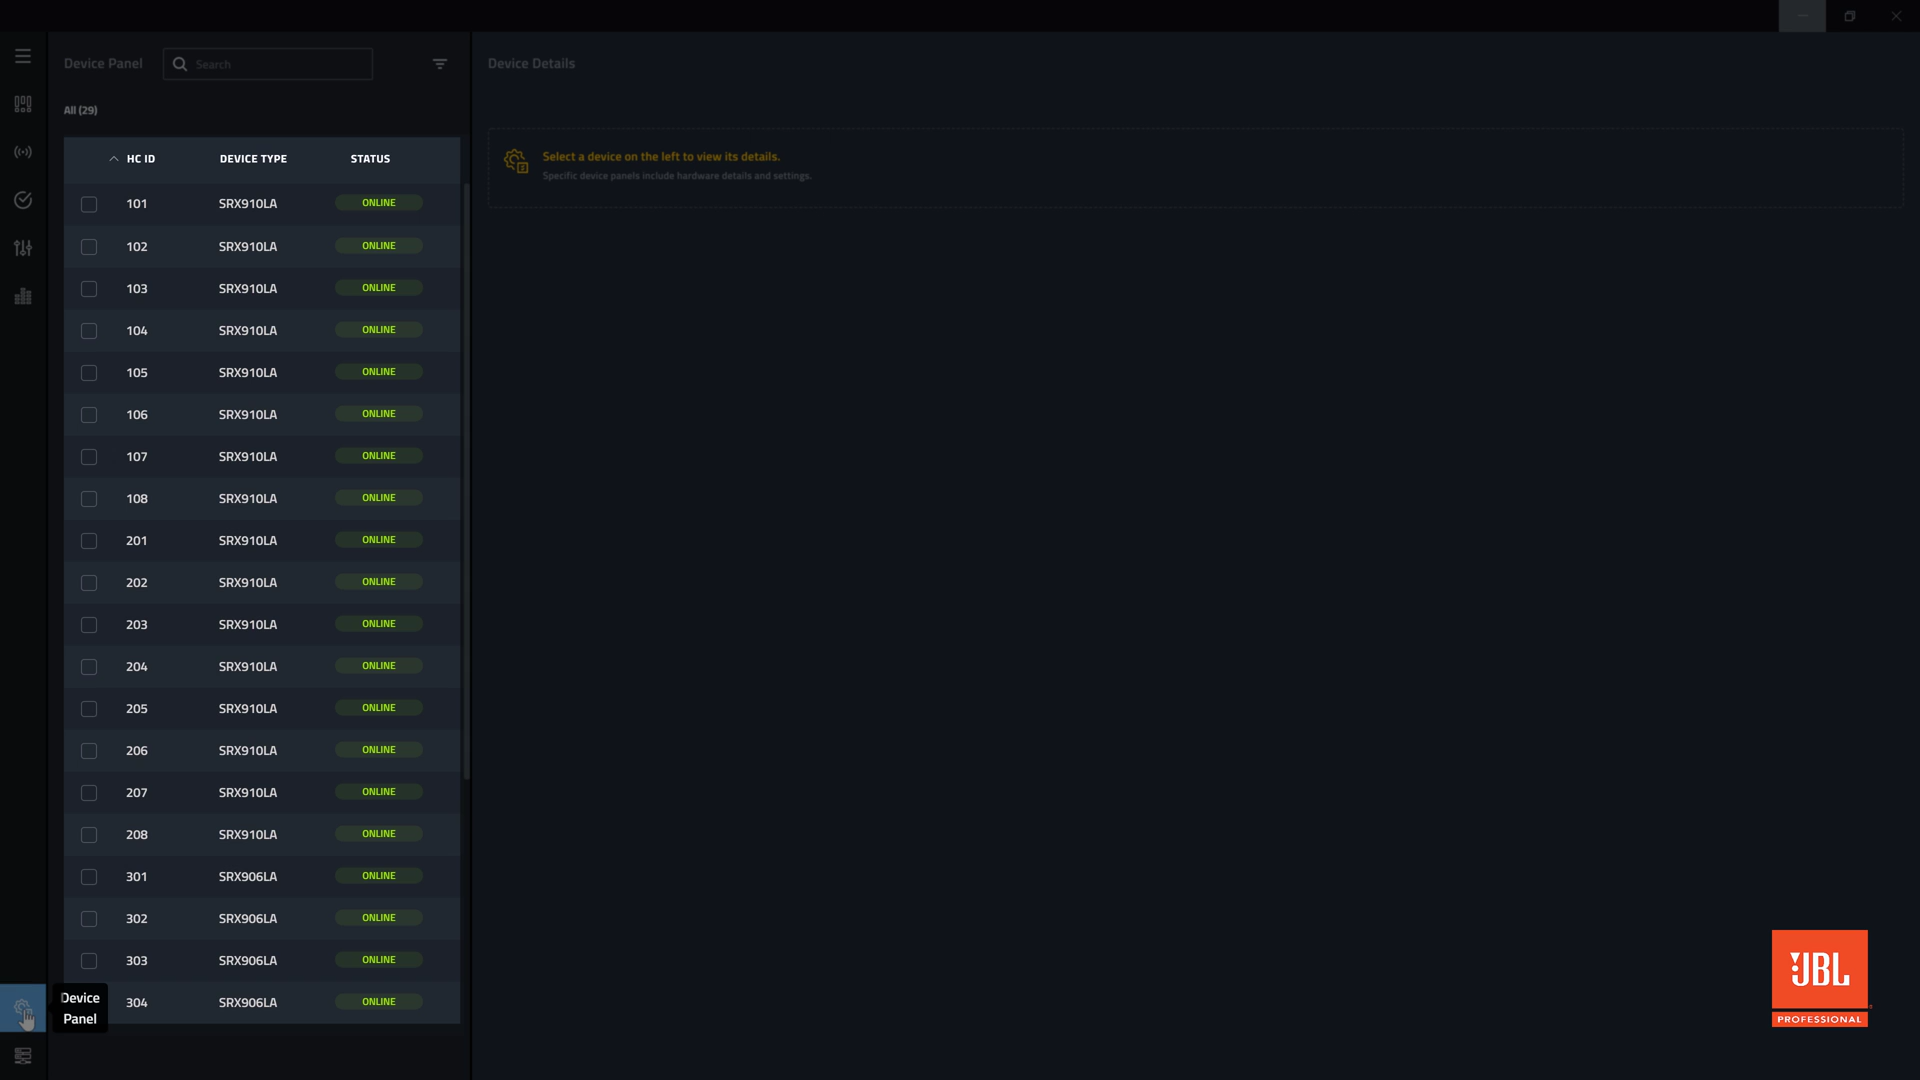 Device Panel
Search
Device Details
All (29)
HC ID DEVICE TYPE STATUS
Select a device on the left to view its details.
Specific device panels include hardware details and settings.
101 SRX910LA ONLINE
102 SRX910LA ONLINE
103 SRX910LA ONLINE
104 SRX910LA ONLINE
105 SRX910LA ONLINE
106 SRX910LA ONLINE
107 SRX910LA ONLINE
108 SRX910LA ONLINE
201 SRX910LA ONLINE
202 SRX910LA ONLINE
203 SRX910LA ONLINE
204 SRX910LA ONLINE
205 SRX910LA ONLINE
206 SRX910LA ONLINE
207 SRX910LA ONLINE
208 SRX910LA ONLINE
301 SRX906LA ONLINE
302 SRX906LA ONLINE
303 SRX906LA ONLINE
304 SRX906LA ONLINE
Device
Panel
JBL
PROFESSIONAL